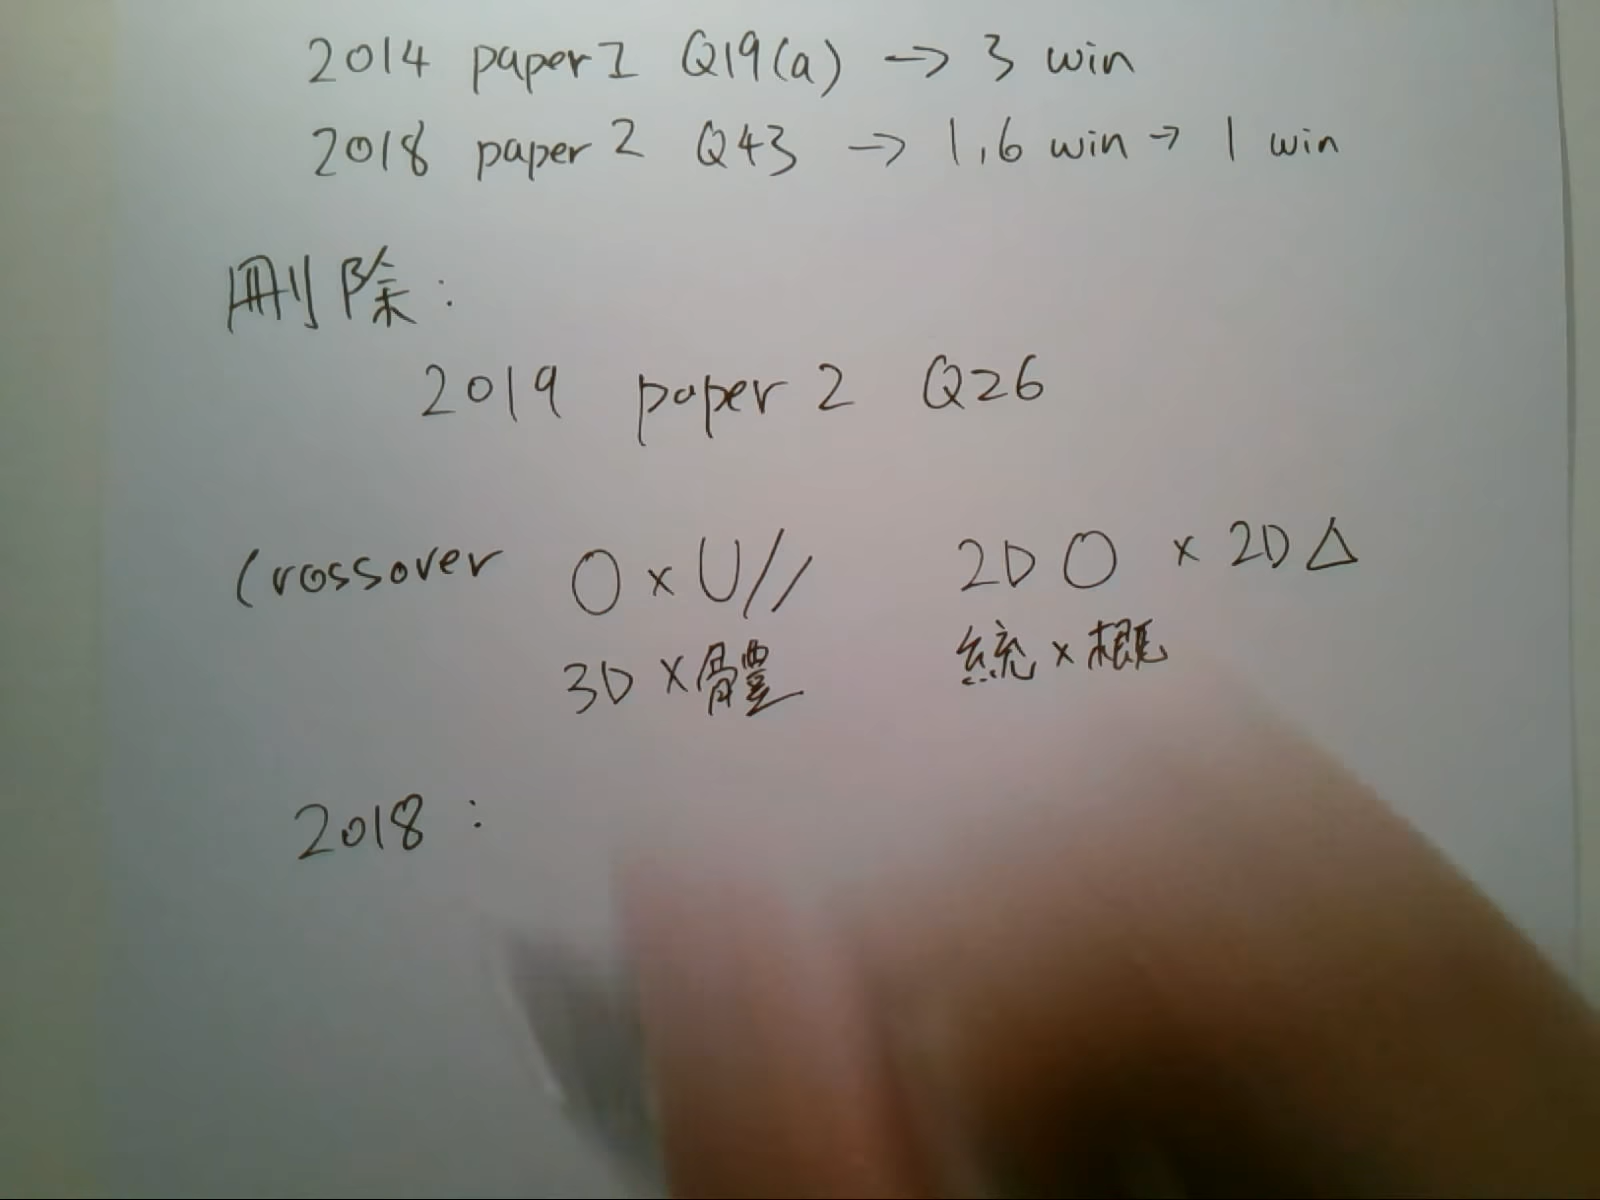 2014 paper 1 Q19(a) → 3 win
2018 paper 2 Q43 → 1.6 win → 1 win
刪除:
2019 paper 2 Q26
Crossover O x U// 2D O x 2D △
3D x 體 統 x 概
2018 :